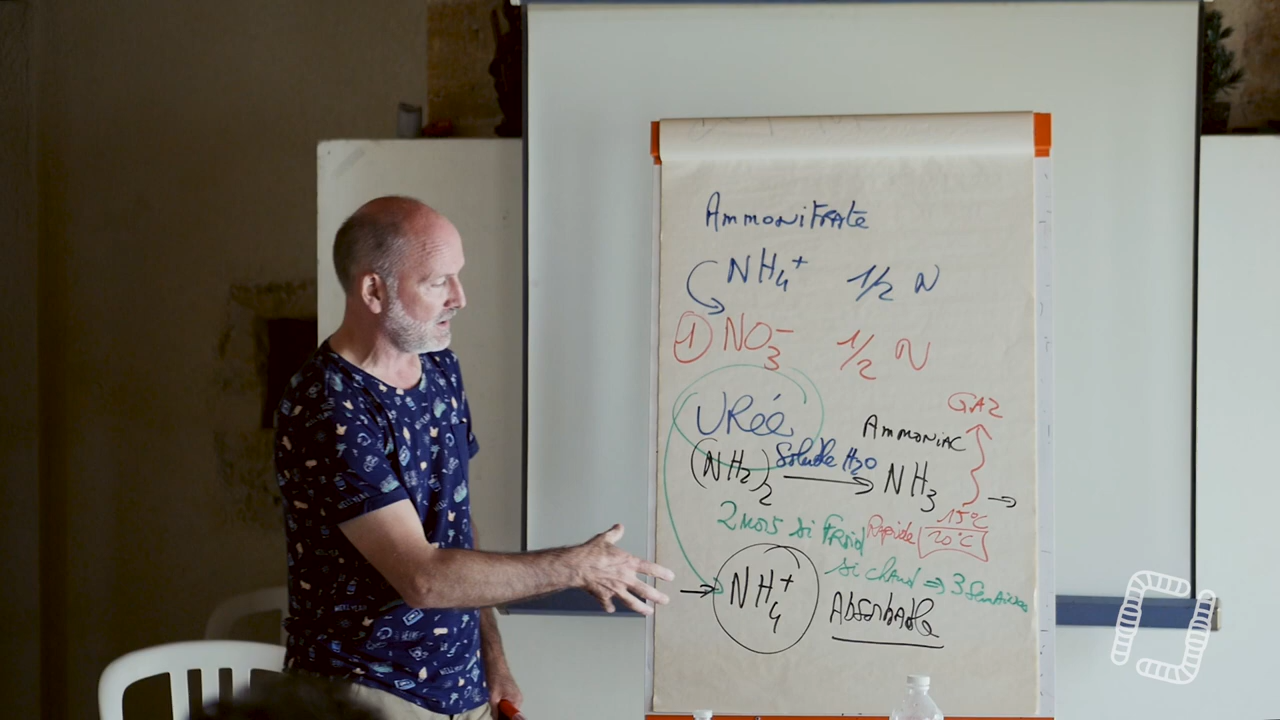 Ammonitrate
NH4+ 1/2 N
1 NO3- 1/2 N
GAZ
URée
Ammoniac
(NH2)2 Soluble H2O → NH3 →
2 mois si Froid Rapide 15°C
20°C
si chaud ⇒ 3 Semaines
→ NH4+ Absorbable